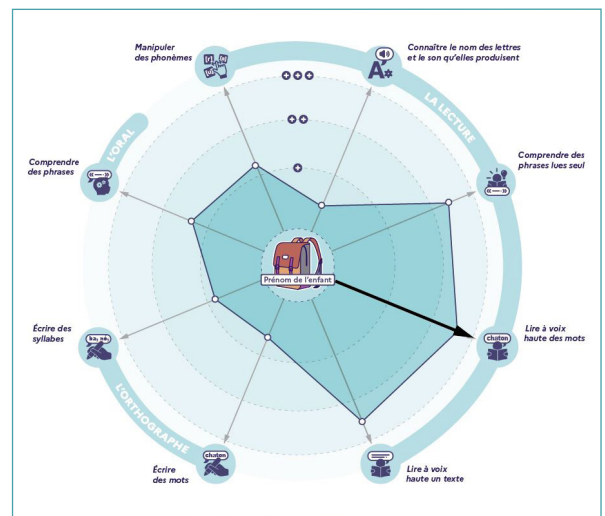 Manipuler
des phonèmes
Connaître le nom des lettres
et le son qu'elles produisent
L'ORAL
LA LECTURE
Comprendre
des phrases
Comprendre des
phrases lues seul
Prénom de l'enfant
Écrire des
syllabes
chaton
Lire à voix
haute des mots
L'ORTHOGRAPHE
chaton
Écrire
des mots
Lire à voix
haute un texte